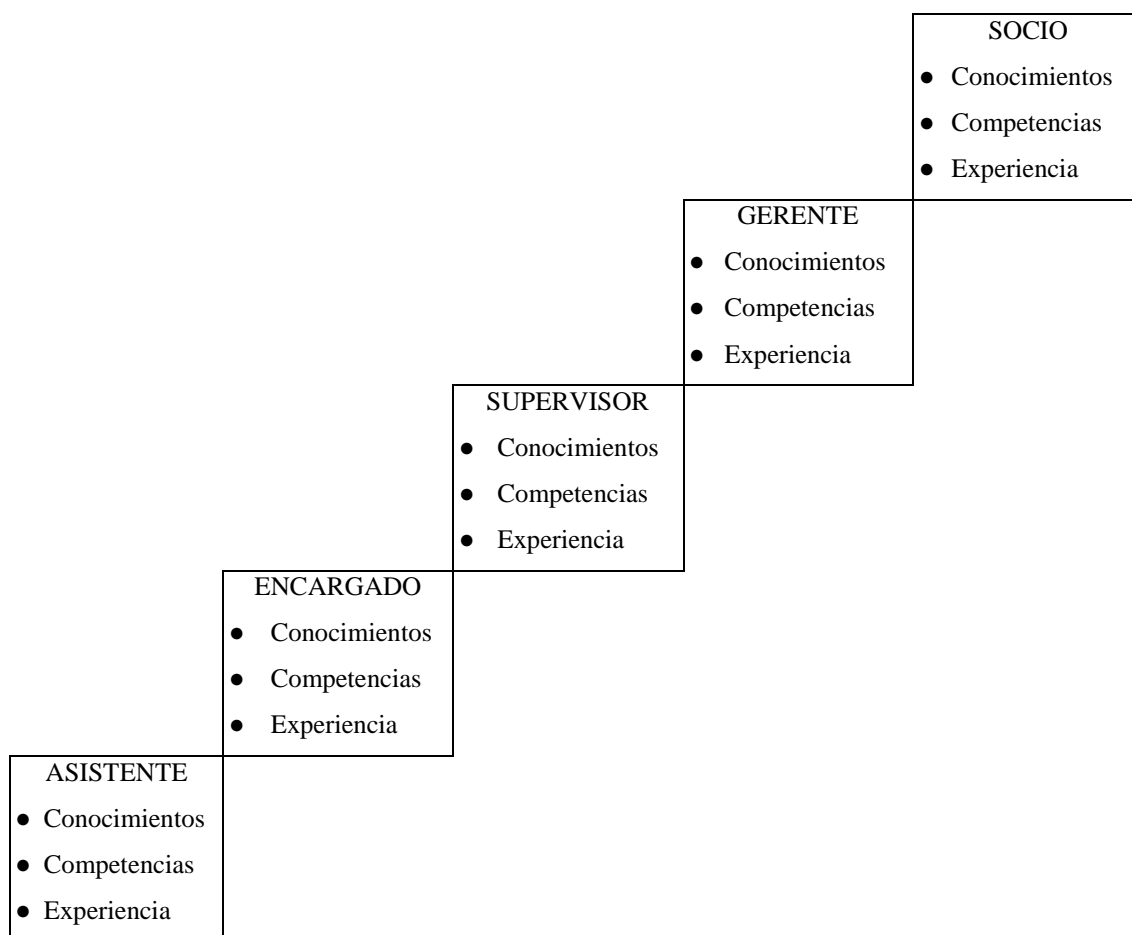 SOCIO
● Conocimientos
● Competencias
● Experiencia
GERENTE
● Conocimientos
● Competencias
● Experiencia
SUPERVISOR
● Conocimientos
● Competencias
● Experiencia
ENCARGADO
● Conocimientos
● Competencias
● Experiencia
ASISTENTE
● Conocimientos
● Competencias
● Experiencia